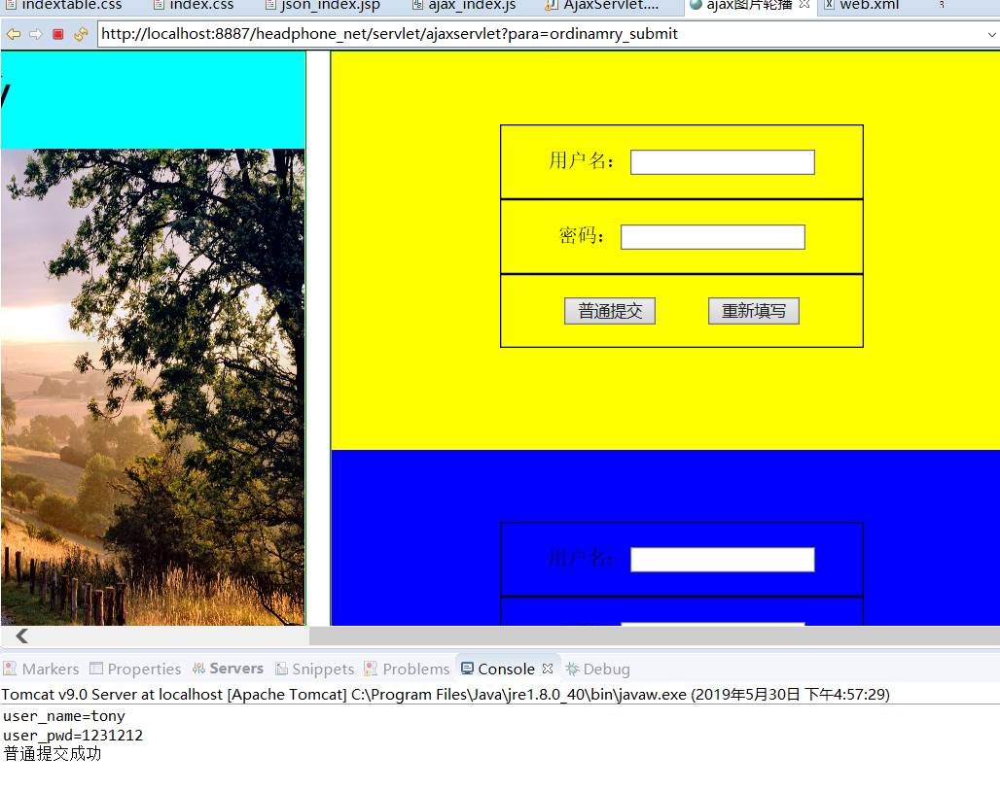 indextable.css index.css json_index.jsp ajax_index.js AjaxServlet.... ajax图片轮播 web.xml 3
http://localhost:8887/headphone_net/servlet/ajaxservlet?para=ordinamry_submit
y
用户名：
密码：
普通提交 重新填写
用户名：
Markers Properties Servers Snippets Problems Console Debug
Tomcat v9.0 Server at localhost [Apache Tomcat] C:\Program Files\Java\jre1.8.0_40\bin\javaw.exe (2019年5月30日 下午4:57:29)
user_name=tony
user_pwd=1231212
普通提交成功